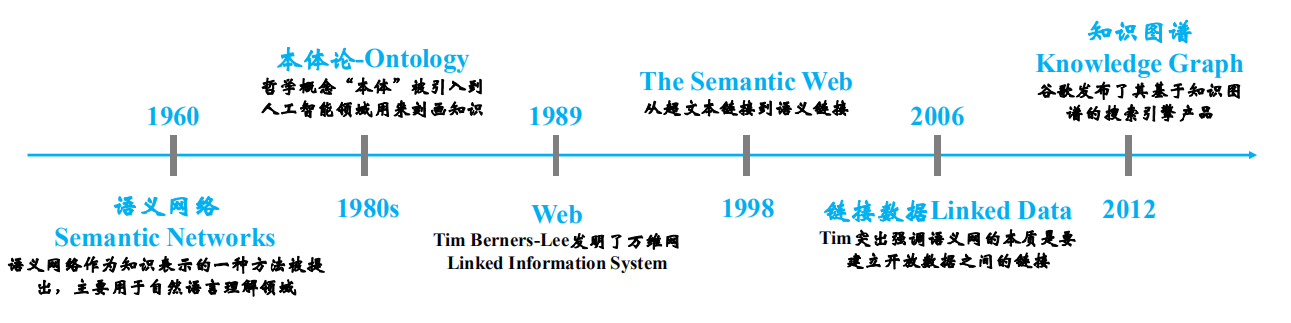 1960
语义网络
Semantic Networks
语义网络作为知识表示的一种方法被提
出，主要用于自然语言理解领域
本体论-Ontology
哲学概念“本体”被引入到
人工智能领域用来刻画知识
1980s
1989
Web
Tim Berners-Lee发明了万维网
Linked Information System
The Semantic Web
从超文本链接到语义链接
1998
2006
链接数据Linked Data
Tim突出强调语义网的本质是要
建立开放数据之间的链接
知识图谱
Knowledge Graph
谷歌发布了其基于知识图
谱的搜索引擎产品
2012